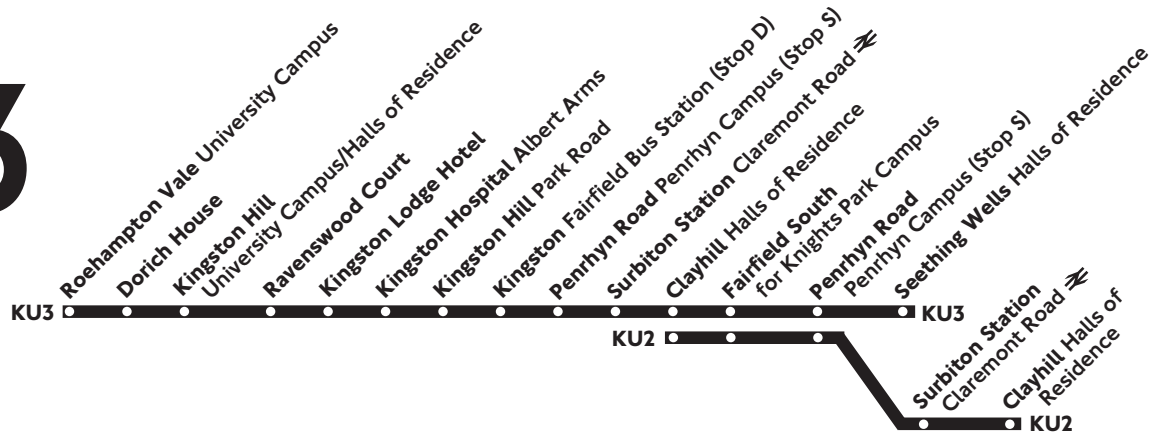 Roehampton Vale University Campus
Dorich House
Kingston Hill
University Campus/Halls of Residence
Ravenswood Court
Kingston Lodge Hotel
Kingston Hospital Albert Arms
Kingston Hill Park Road
Kingston Fairfield Bus Station (Stop D)
Penrhyn Road Penrhyn Campus (Stop S)
Surbiton Station Claremont Road
Clayhill Halls of Residence
Fairfield South
for Knights Park Campus
Penrhyn Road
Penrhyn Campus (Stop S)
Seething Wells Halls of Residence
KU3
KU3
KU2
Surbiton Station
Claremont Road
Clayhill Halls of
Residence
KU2